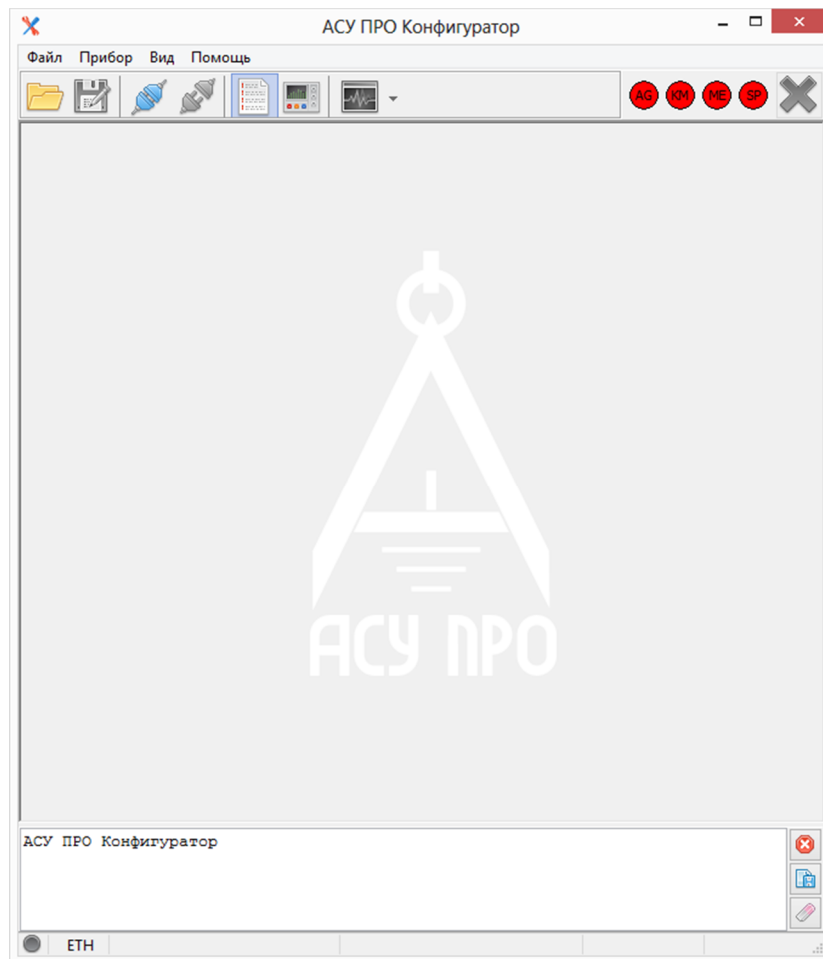 АСУ ПРО Конфигуратор
Файл Прибор Вид Помощь
AG KM ME SP
АСУ ПРО
АСУ ПРО Конфигуратор
ETH